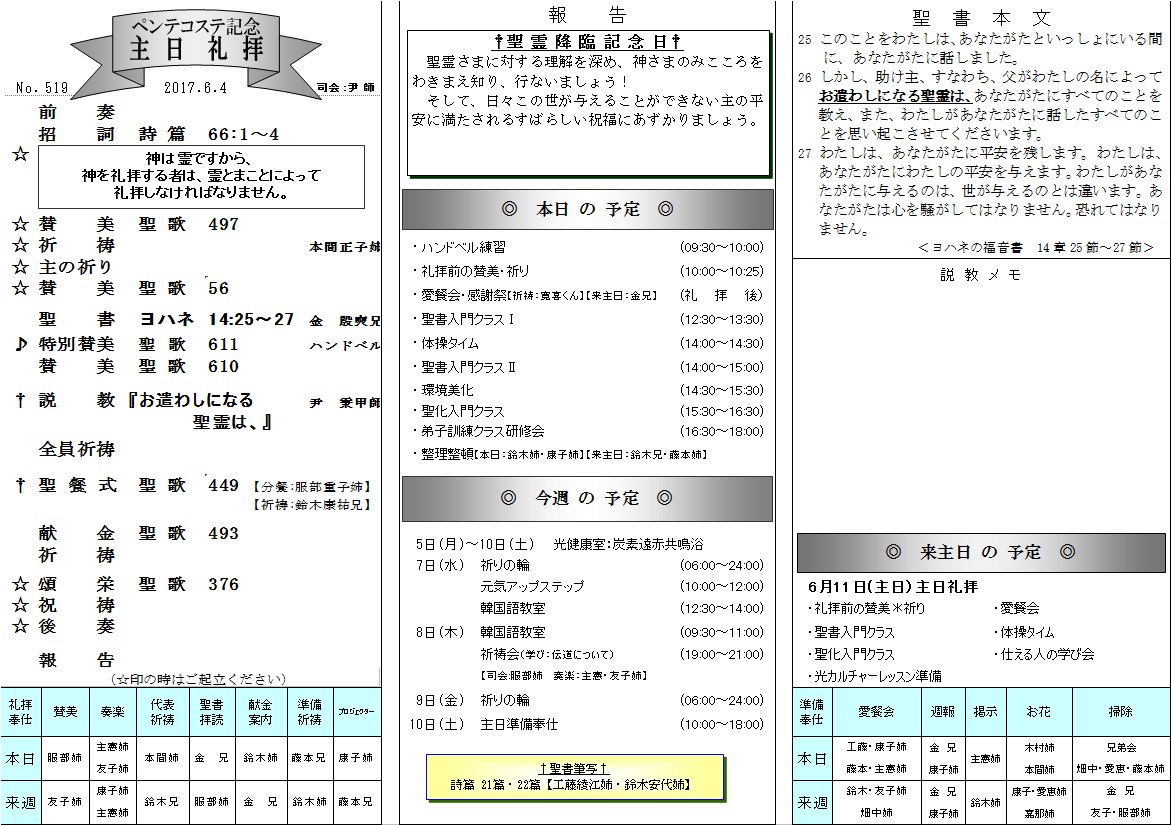 ペンテコステ記念
主 日 礼 拝
No. 519 2017.6.4 司会:尹 師
前 奏
招 詞 詩 篇 66:1～4
☆ 神は霊ですから、
神を礼拝する者は、霊とまことによって
礼拝しなければなりません。
☆ 賛 美 聖 歌 497
☆ 祈 祷 本間正子姉
☆ 主の祈り
☆ 賛 美 聖 歌 56
聖 書 ヨハネ 14:25～27 金 殷爽兄
♪ 特別賛美 聖 歌 611 ハンドベル
賛 美 聖 歌 610
† 説 教 『お遣わしになる 尹 秉甲師
聖霊は、』
全員祈祷
† 聖 餐 式 聖 歌 449 【分餐:服部重子姉】
【祈祷:鈴木康祐兄】
献 金 聖 歌 493
祈 祷
☆ 頌 栄 聖 歌 376
☆ 祝 祷
☆ 後 奏
報 告
(☆印の時はご起立ください)
礼拝奉仕 賛美 奏楽 代表祈祷 聖書拝読 献金案内 準備祈祷 プロジェクター
本日 服部姉 主憲姉 友子姉 本間姉 金 兄 鈴木姉 藤本兄 康子姉
来週 友子姉 康子姉 主憲姉 鈴木兄 服部姉 金 兄 鈴木姉 藤本兄
報 告
†聖霊降臨記念日†
聖霊さまに対する理解を深め、神さまのみこころを
わきまえ知り、行ないましょう!
そして、日々この世が与えることができない主の平
安に満たされるすばらしい祝福にあずかりましょう。
◎ 本日 の 予定 ◎
・ハンドベル練習 (09:30～10:00)
・礼拝前の賛美・祈り (10:00～10:25)
・愛餐会・感謝祭【祈祷:寛喜くん】【来主日:金兄】 (礼 拝 後)
・聖書入門クラスⅠ (12:30～13:30)
・体操タイム (14:00～14:30)
・聖書入門クラスⅡ (14:00～15:00)
・環境美化 (14:30～15:30)
・聖化入門クラス (15:30～16:30)
・弟子訓練クラス研修会 (16:30～18:00)
・整理整頓【本日:鈴木姉・康子姉】【来主日:鈴木兄・藤本姉】
◎ 今週 の 予定 ◎
5日(月)～10日(土) 光健康室:炭素遠赤共鳴浴
7日(水) 祈りの輪 (06:00～24:00)
元気アップステップ (10:00～12:00)
韓国語教室 (12:30～14:00)
8日(木) 韓国語教室 (09:30～11:00)
祈祷会(学び:伝道について) (19:00～21:00)
【司会:服部姉 奏楽:主憲・友子姉】
9日(金) 祈りの輪 (06:00～24:00)
10日(土) 主日準備奉仕 (10:00～18:00)
†聖書筆写†
詩篇 21篇・22篇【工藤綾江姉・鈴木安代姉】
聖 書 本 文
25 このことをわたしは、あなたがたといっしょにいる間
に、あなたがたに話しました。
26 しかし、助け主、すなわち、父がわたしの名によって
お遣わしになる聖霊は、あなたがたにすべてのことを
教え、また、わたしがあなたがたに話したすべてのこ
とを思い起こさせてくださいます。
27 わたしは、あなたがたに平安を残します。わたしは、
あなたがたにわたしの平安を与えます。わたしがあな
たがたに与えるのは、世が与えるのとは違います。あ
なたがたは心を騒がしてはなりません。恐れてはなり
ません。
＜ヨハネの福音書 14章25節～27節＞
説 教 メ モ
◎ 来主日 の 予定 ◎
6月11日(主日) 主日礼拝
・礼拝前の賛美＊祈り ・愛餐会
・聖書入門クラス ・体操タイム
・聖化入門クラス ・仕える人の学び会
・光カルチャーレッスン準備
準備奉仕 愛餐会 週報 掲示 お花 掃除
本日 工藤・康子姉 藤本・主憲姉 金 兄 康子姉 主憲姉 木村姉 本間姉 兄弟会 畑中・愛恵・藤本姉
来週 鈴木・友子姉 畑中姉 金 兄 康子姉 鈴木姉 康子・愛恵姉 嘉那姉 金 兄 友子・服部姉